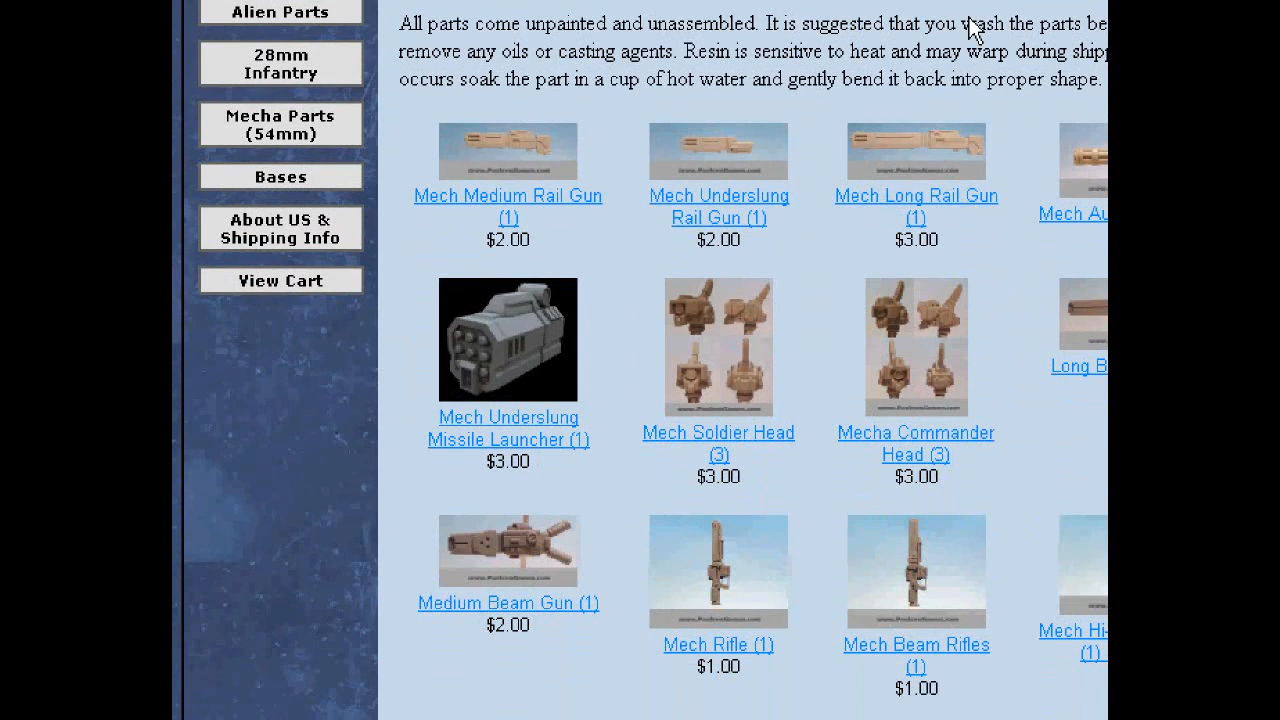 Alien Parts
28mm
Infantry
Mecha Parts
(54mm)
Bases
About US &
Shipping Info
View Cart
All parts come unpainted and unassembled. It is suggested that you wash the parts be
remove any oils or casting agents. Resin is sensitive to heat and may warp during ship
occurs soak the part in a cup of hot water and gently bend it back into proper shape.
Mech Medium Rail Gun
(1)
$2.00
Mech Underslung
Rail Gun (1)
$2.00
Mech Long Rail Gun
(1)
$3.00
Mech Au
Mech Underslung
Missile Launcher (1)
$3.00
Mech Soldier Head
(3)
$3.00
Mecha Commander
Head (3)
$3.00
Long B
Medium Beam Gun (1)
$2.00
Mech Rifle (1)
$1.00
Mech Beam Rifles
(1)
$1.00
Mech Hi-
(1)